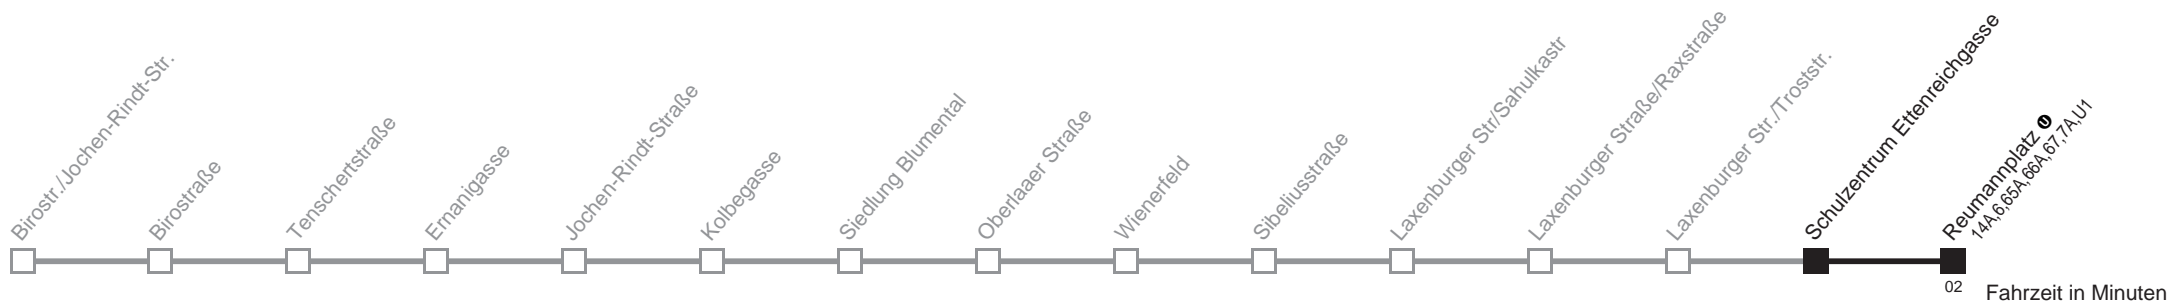 Birostr./Jochen-Rindt-Str.
Birostraße
Tenschertstraße
Ernanigasse
Jochen-Rindt-Straße
Kolbegasse
Siedlung Blumental
Oberlaaer Straße
Wienerfeld
Sibeliusstraße
Laxenburger Str/Sahulkastr
Laxenburger Straße/Raxstraße
Laxenburger Str./Troststr.
Schulzentrum Ettenreichgasse
Reumannplatz U
14A,6,65A,66A,67,7A,U1
02
Fahrzeit in Minuten